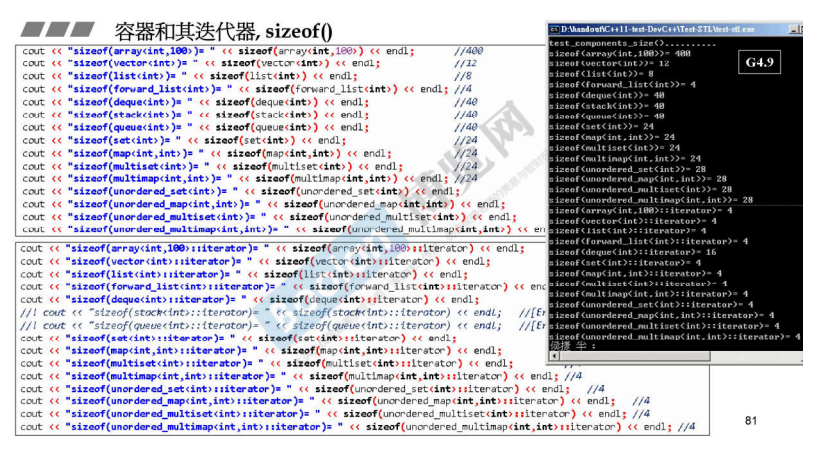 容器和其迭代器, sizeof()
cout << "sizeof(array<int,100>)= " << sizeof(array<int,100>) << endl; //400
cout << "sizeof(vector<int>)= " << sizeof(vector<int>) << endl; //12
cout << "sizeof(list<int>)= " << sizeof(list<int>) << endl; //8
cout << "sizeof(forward_list<int>)= " << sizeof(forward_list<int>) << endl; //4
cout << "sizeof(deque<int>)= " << sizeof(deque<int>) << endl; //40
cout << "sizeof(stack<int>)= " << sizeof(stack<int>) << endl; //40
cout << "sizeof(queue<int>)= " << sizeof(queue<int>) << endl; //40
cout << "sizeof(set<int>)= " << sizeof(set<int>) << endl; //24
cout << "sizeof(map<int,int>)= " << sizeof(map<int,int>) << endl; //24
cout << "sizeof(multiset<int>)= " << sizeof(multiset<int>) << endl; //24
cout << "sizeof(multimap<int,int>)= " << sizeof(multimap<int,int>) << endl; //24
cout << "sizeof(unordered_set<int>)= " << sizeof(unordered_set<int>) << endl;
cout << "sizeof(unordered_map<int,int>)= " << sizeof(unordered_map<int,int>) << endl;
cout << "sizeof(unordered_multiset<int>)= " << sizeof(unordered_multiset<int>) << endl;
cout << "sizeof(unordered_multimap<int,int>)= " << sizeof(unordered_multimap<int,int>) << en
cout << "sizeof(array<int,100>::iterator)= " << sizeof(array<int,100>::iterator) << endl;
cout << "sizeof(vector<int>::iterator)= " << sizeof(vector<int>::iterator) << endl;
cout << "sizeof(list<int>::iterator)= " << sizeof(list<int>::iterator) << endl;
cout << "sizeof(forward_list<int>::iterator)= " << sizeof(forward_list<int>::iterator) << end
cout << "sizeof(deque<int>::iterator)= " << sizeof(deque<int>::iterator) << endl;
//! cout << "sizeof(stack<int>::iterator)= sizeof(stack<int>::iterator) << endl; //[Er
//! cout << "sizeof(queue<int>::iterator)= sizeof(queue<int>::iterator) << endl; //[Er
cout << "sizeof(set<int>::iterator)= " << sizeof(set<int>::iterator) << endl;
cout << "sizeof(map<int,int>::iterator)= " << sizeof(map<int,int>::iterator) << endl;
cout << "sizeof(multiset<int>::iterator)= " << sizeof(multiset<int>::iterator) << endl;
cout << "sizeof(multimap<int,int>::iterator)= " << sizeof(multimap<int,int>::iterator) << endl; //4
cout << "sizeof(unordered_set<int>::iterator)= " << sizeof(unordered_set<int>::iterator) << endl; //4
cout << "sizeof(unordered_map<int,int>::iterator)= " << sizeof(unordered_map<int,int>::iterator) << endl; //4
cout << "sizeof(unordered_multiset<int>::iterator)= " << sizeof(unordered_multiset<int>::iterator) << endl; //4
cout << "sizeof(unordered_multimap<int,int>::iterator)= " << sizeof(unordered_multimap<int,int>::iterator) << endl; //4
D:\handout\C++11-test-DevC++\Test-STL\test-stl.exe
test_components_size()..........
sizeof(array<int,100>)= 400
sizeof(vector<int>)= 12
sizeof(list<int>)= 8
sizeof(forward_list<int>)= 4
sizeof(deque<int>)= 40
sizeof(stack<int>)= 40
sizeof(queue<int>)= 40
sizeof(set<int>)= 24
sizeof(map<int,int>)= 24
sizeof(multiset<int>)= 24
sizeof(multimap<int,int>)= 24
sizeof(unordered_set<int>)= 28
sizeof(unordered_map<int,int>)= 28
sizeof(unordered_multiset<int>)= 28
sizeof(unordered_multimap<int,int>)= 28
sizeof(array<int,100>::iterator)= 4
sizeof(vector<int>::iterator)= 4
sizeof(list<int>::iterator)= 4
sizeof(forward_list<int>::iterator)= 4
sizeof(deque<int>::iterator)= 16
sizeof(set<int>::iterator)= 4
sizeof(map<int,int>::iterator)= 4
sizeof(multiset<int>::iterator)= 4
sizeof(multimap<int,int>::iterator)= 4
sizeof(unordered_set<int>::iterator)= 4
sizeof(unordered_map<int,int>::iterator)= 4
sizeof(unordered_multiset<int>::iterator)= 4
sizeof(unordered_multimap<int,int>::iterator)= 4
半 :
G4.9
81